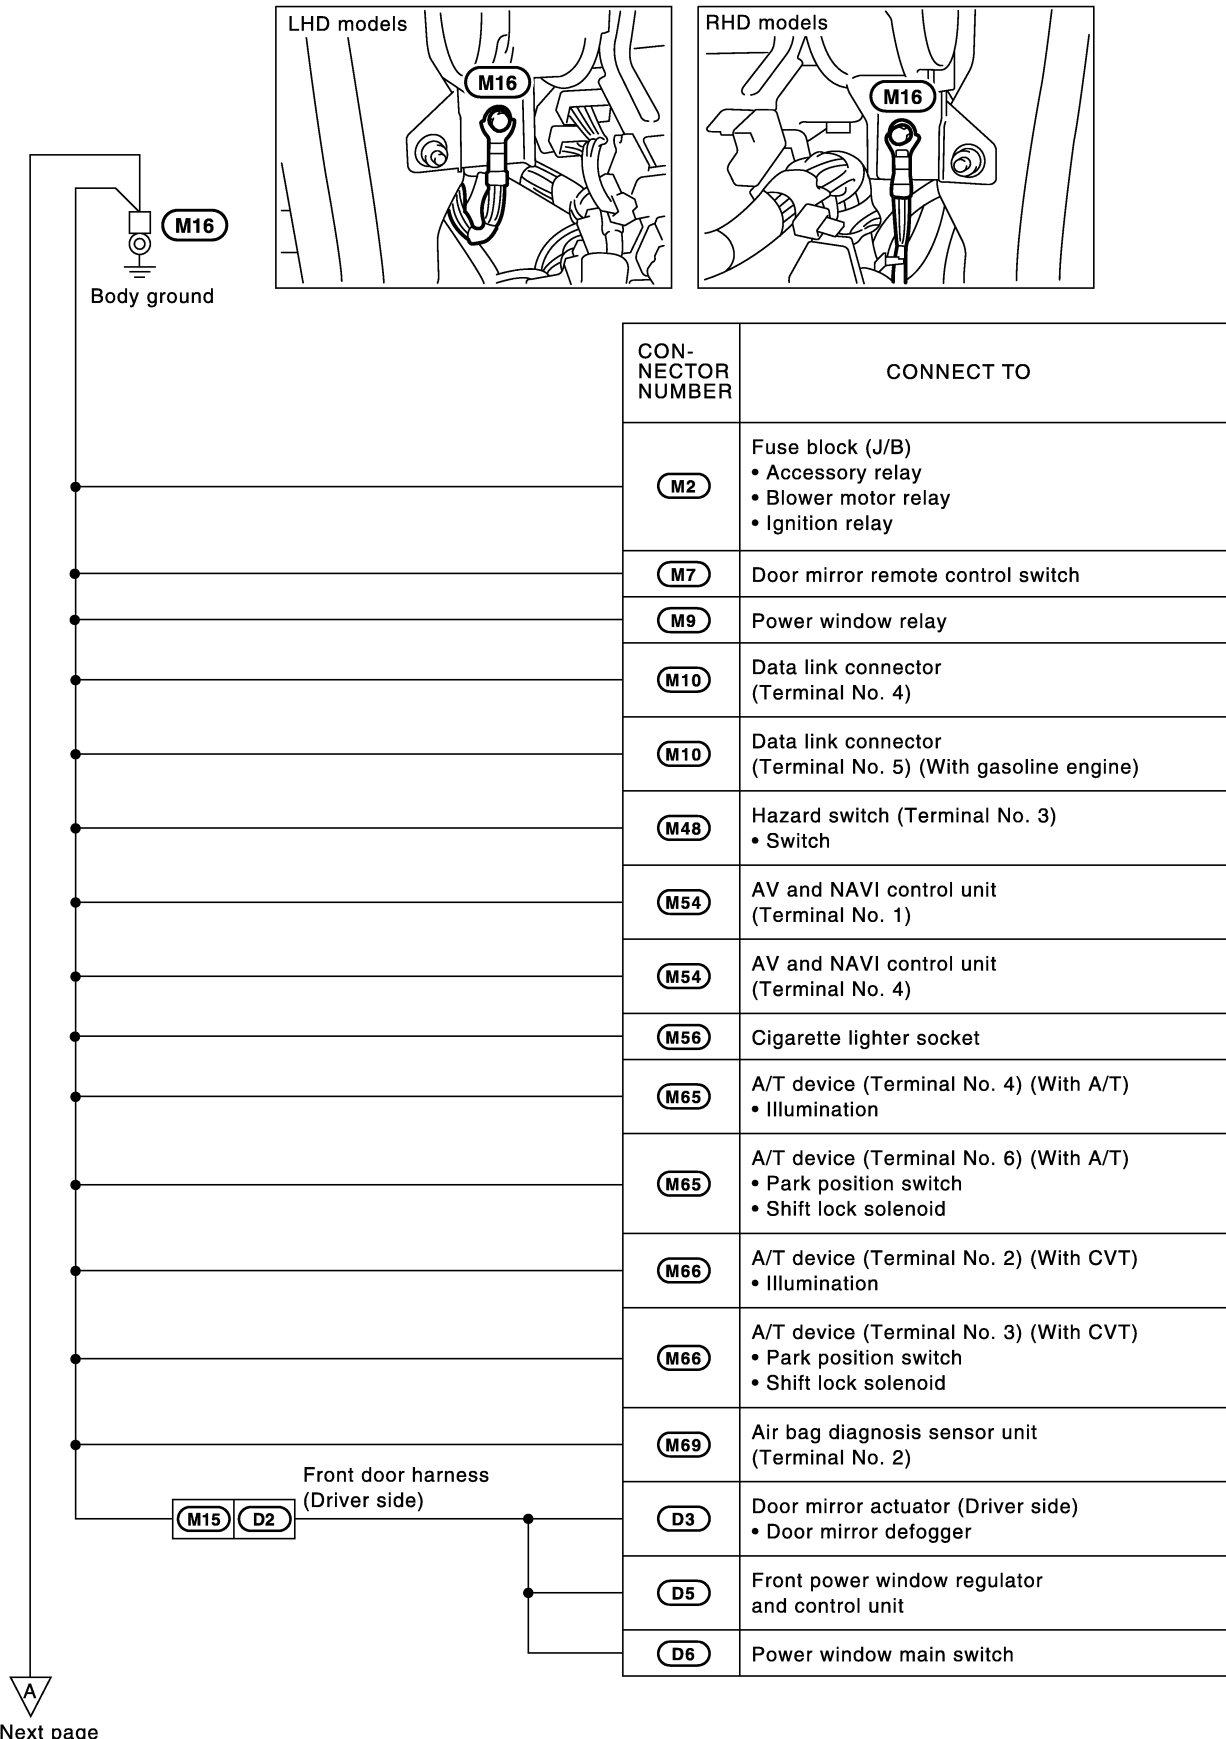 LHD models
M16
RHD models
M16
M16
Body ground
CON-
NECTOR
NUMBER
CONNECT TO
M2
Fuse block (J/B)
• Accessory relay
• Blower motor relay
• Ignition relay
M7
Door mirror remote control switch
M9
Power window relay
M10
Data link connector
(Terminal No. 4)
M10
Data link connector
(Terminal No. 5) (With gasoline engine)
M48
Hazard switch (Terminal No. 3)
• Switch
M54
AV and NAVI control unit
(Terminal No. 1)
M54
AV and NAVI control unit
(Terminal No. 4)
M56
Cigarette lighter socket
M65
A/T device (Terminal No. 4) (With A/T)
• Illumination
M65
A/T device (Terminal No. 6) (With A/T)
• Park position switch
• Shift lock solenoid
M66
A/T device (Terminal No. 2) (With CVT)
• Illumination
M66
A/T device (Terminal No. 3) (With CVT)
• Park position switch
• Shift lock solenoid
M69
Air bag diagnosis sensor unit
(Terminal No. 2)
Front door harness
(Driver side)
M15 D2
D3
Door mirror actuator (Driver side)
• Door mirror defogger
D5
Front power window regulator
and control unit
D6
Power window main switch
A
Next page